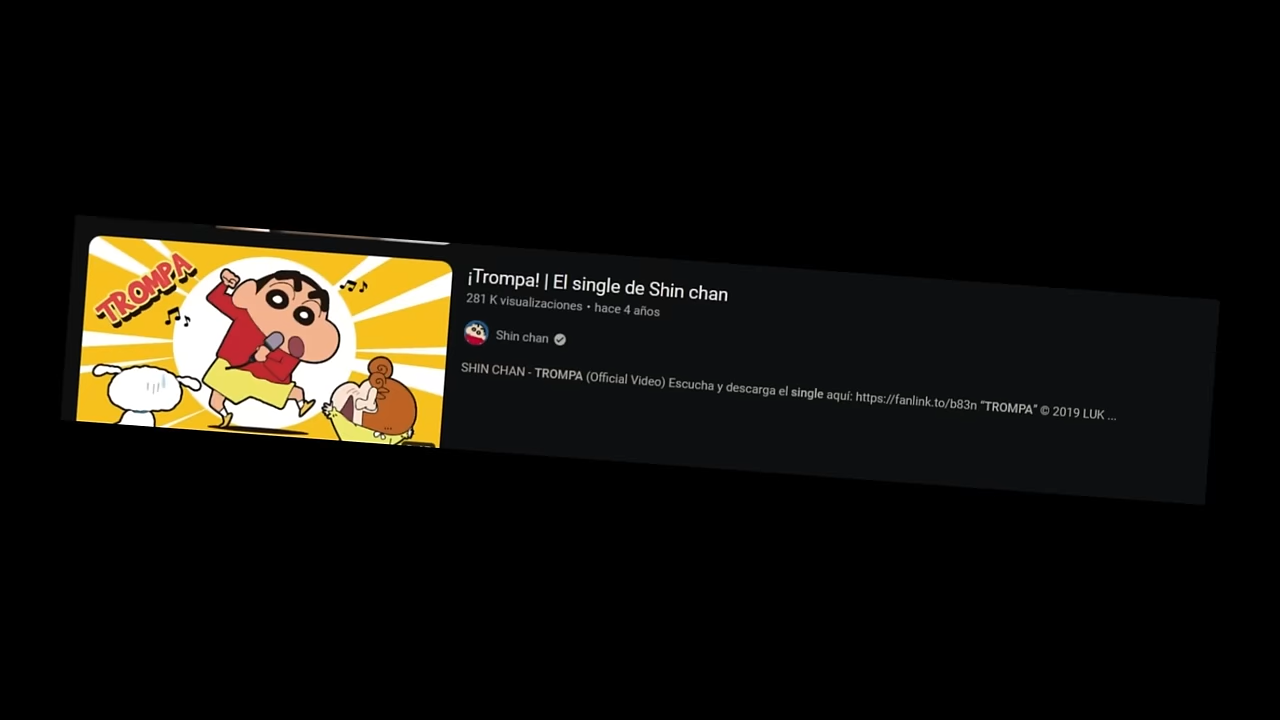 TROMPA
¡Trompa! | El single de Shin chan
281 K visualizaciones • hace 4 años
Shin chan
SHIN CHAN - TROMPA (Official Video) Escucha y descarga el single aquí: https://fanlink.to/b83n “TROMPA” © 2019 LUK ...